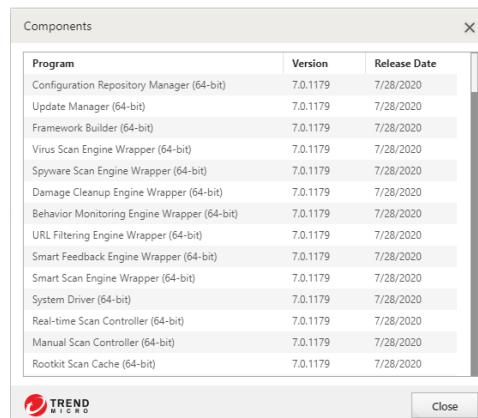 Components
Program Version Release Date
Configuration Repository Manager (64-bit) 7.0.1179 7/28/2020
Update Manager (64-bit) 7.0.1179 7/28/2020
Framework Builder (64-bit) 7.0.1179 7/28/2020
Virus Scan Engine Wrapper (64-bit) 7.0.1179 7/28/2020
Spyware Scan Engine Wrapper (64-bit) 7.0.1179 7/28/2020
Damage Cleanup Engine Wrapper (64-bit) 7.0.1179 7/28/2020
Behavior Monitoring Engine Wrapper (64-bit) 7.0.1179 7/28/2020
URL Filtering Engine Wrapper (64-bit) 7.0.1179 7/28/2020
Smart Feedback Engine Wrapper (64-bit) 7.0.1179 7/28/2020
Smart Scan Engine Wrapper (64-bit) 7.0.1179 7/28/2020
System Driver (64-bit) 7.0.1179 7/28/2020
Real-time Scan Controller (64-bit) 7.0.1179 7/28/2020
Manual Scan Controller (64-bit) 7.0.1179 7/28/2020
Rootkit Scan Cache (64-bit) 7.0.1179 7/28/2020
TREND
MICRO
Close